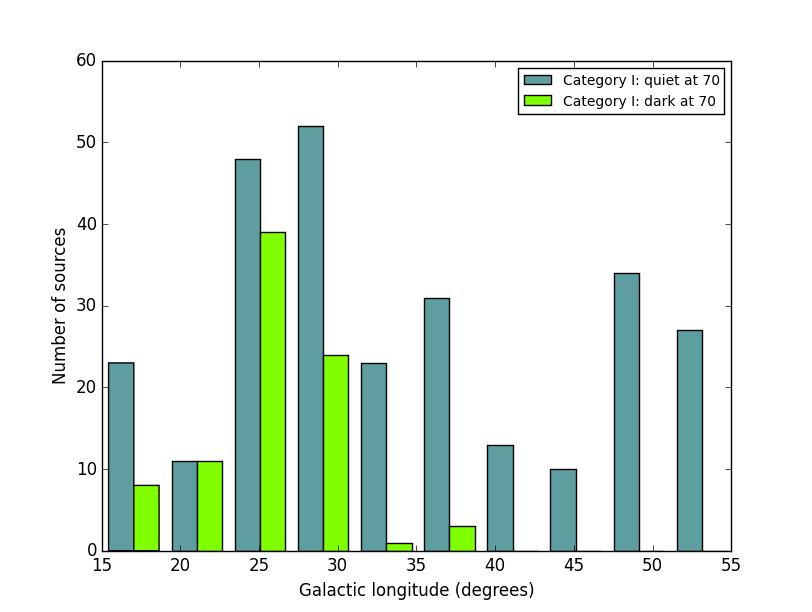 60
50
40
30
20
10
0
Number of sources
Category I: quiet at 70
Category I: dark at 70
15 20 25 30 35 40 45 50 55
Galactic longitude (degrees)